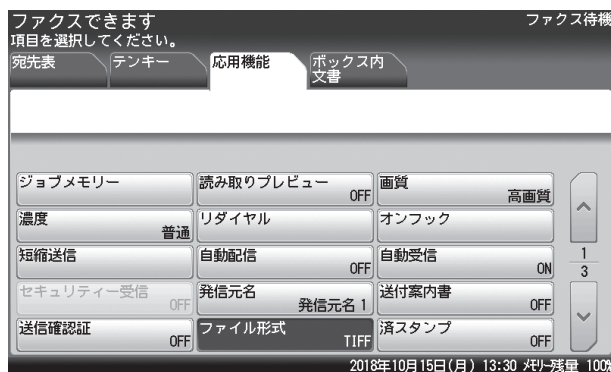 ファクスできます
ファクス待機
項目を選択してください。
宛先表
テンキー
応用機能
ボックス内
文書
ジョブメモリー
読み取りプレビュー
OFF
画質
高画質
濃度
普通
リダイヤル
オンフック
短縮送信
自動配信
OFF
自動受信
ON
1
3
セキュリティー受信
OFF
発信元名
発信元名 1
送付案内書
OFF
送信確認証
OFF
ファイル形式
TIFF
済スタンプ
OFF
2018年10月15日(月) 13:30 メモリー残量 100%